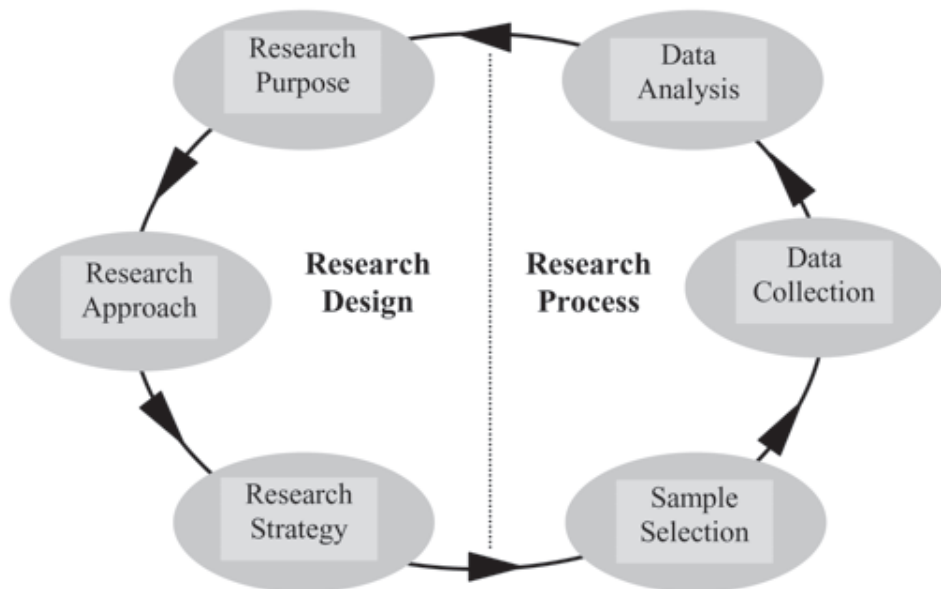 Research
Purpose
Data
Analysis
Research
Approach
Research
Design
Research
Process
Data
Collection
Research
Strategy
Sample
Selection